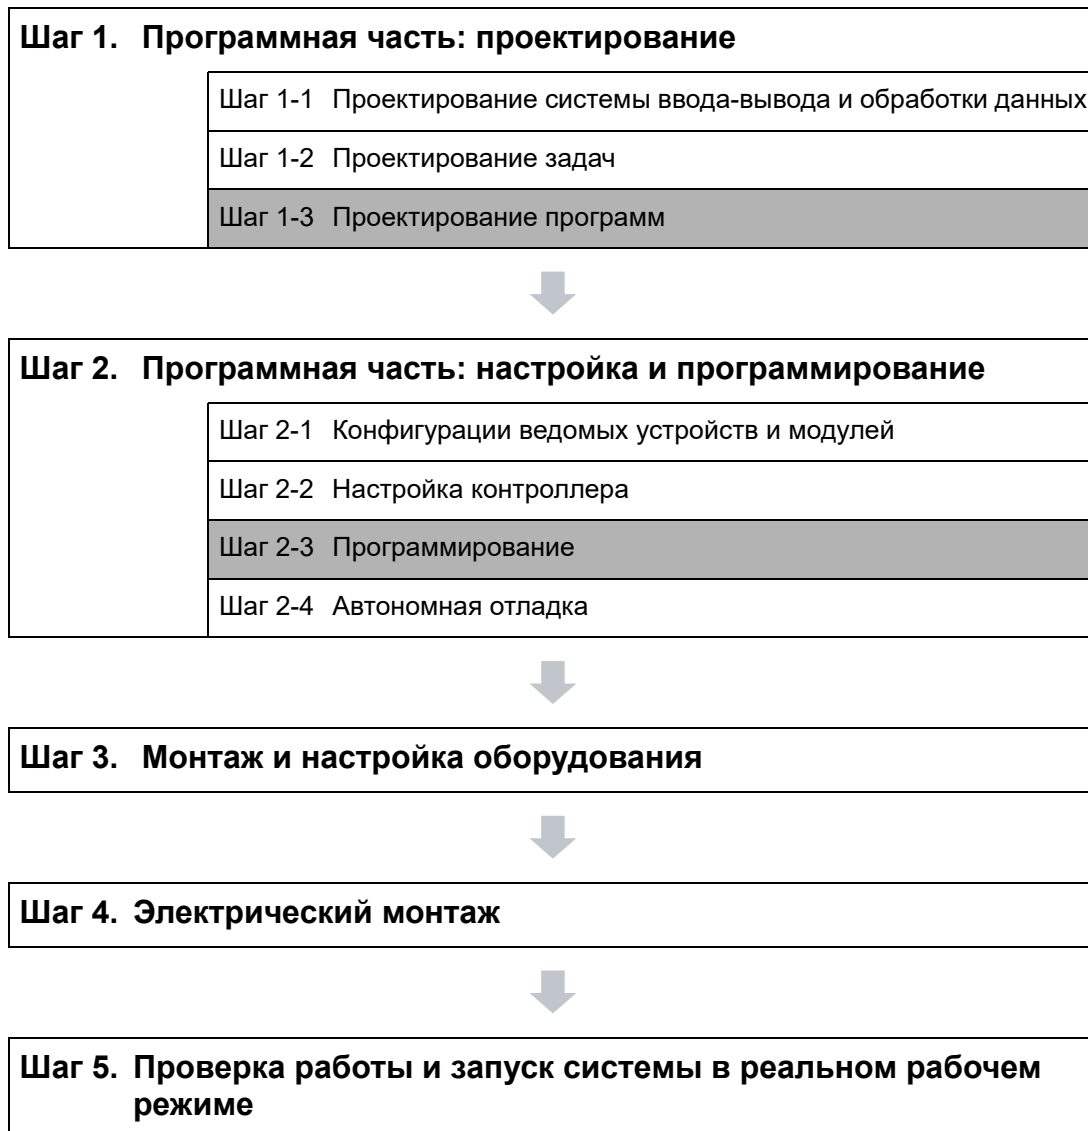 Шаг 1. Программная часть: проектирование
Шаг 1-1 Проектирование системы ввода-вывода и обработки данных
Шаг 1-2 Проектирование задач
Шаг 1-3 Проектирование программ
Шаг 2. Программная часть: настройка и программирование
Шаг 2-1 Конфигурации ведомых устройств и модулей
Шаг 2-2 Настройка контроллера
Шаг 2-3 Программирование
Шаг 2-4 Автономная отладка
Шаг 3. Монтаж и настройка оборудования
Шаг 4. Электрический монтаж
Шаг 5. Проверка работы и запуск системы в реальном рабочем
режиме